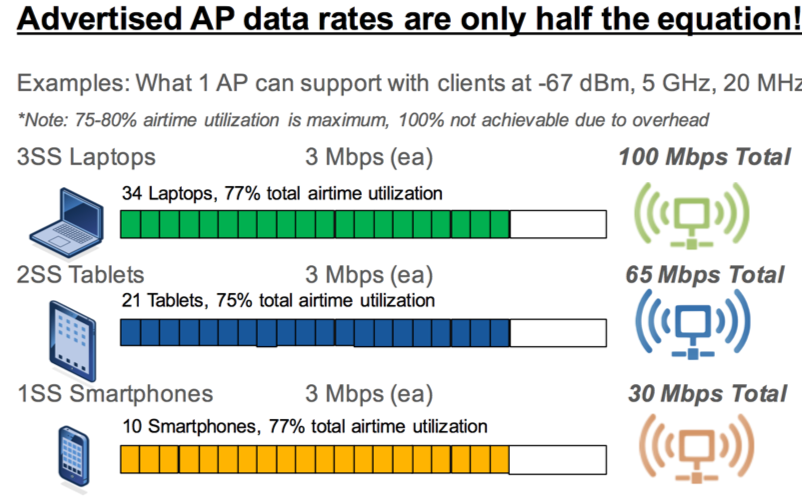 Advertised AP data rates are only half the equation!
Examples: What 1 AP can support with clients at -67 dBm, 5 GHz, 20 MHz
*Note: 75-80% airtime utilization is maximum, 100% not achievable due to overhead
3SS Laptops 3 Mbps (ea) 100 Mbps Total
34 Laptops, 77% total airtime utilization
2SS Tablets 3 Mbps (ea) 65 Mbps Total
21 Tablets, 75% total airtime utilization
1SS Smartphones 3 Mbps (ea) 30 Mbps Total
10 Smartphones, 77% total airtime utilization